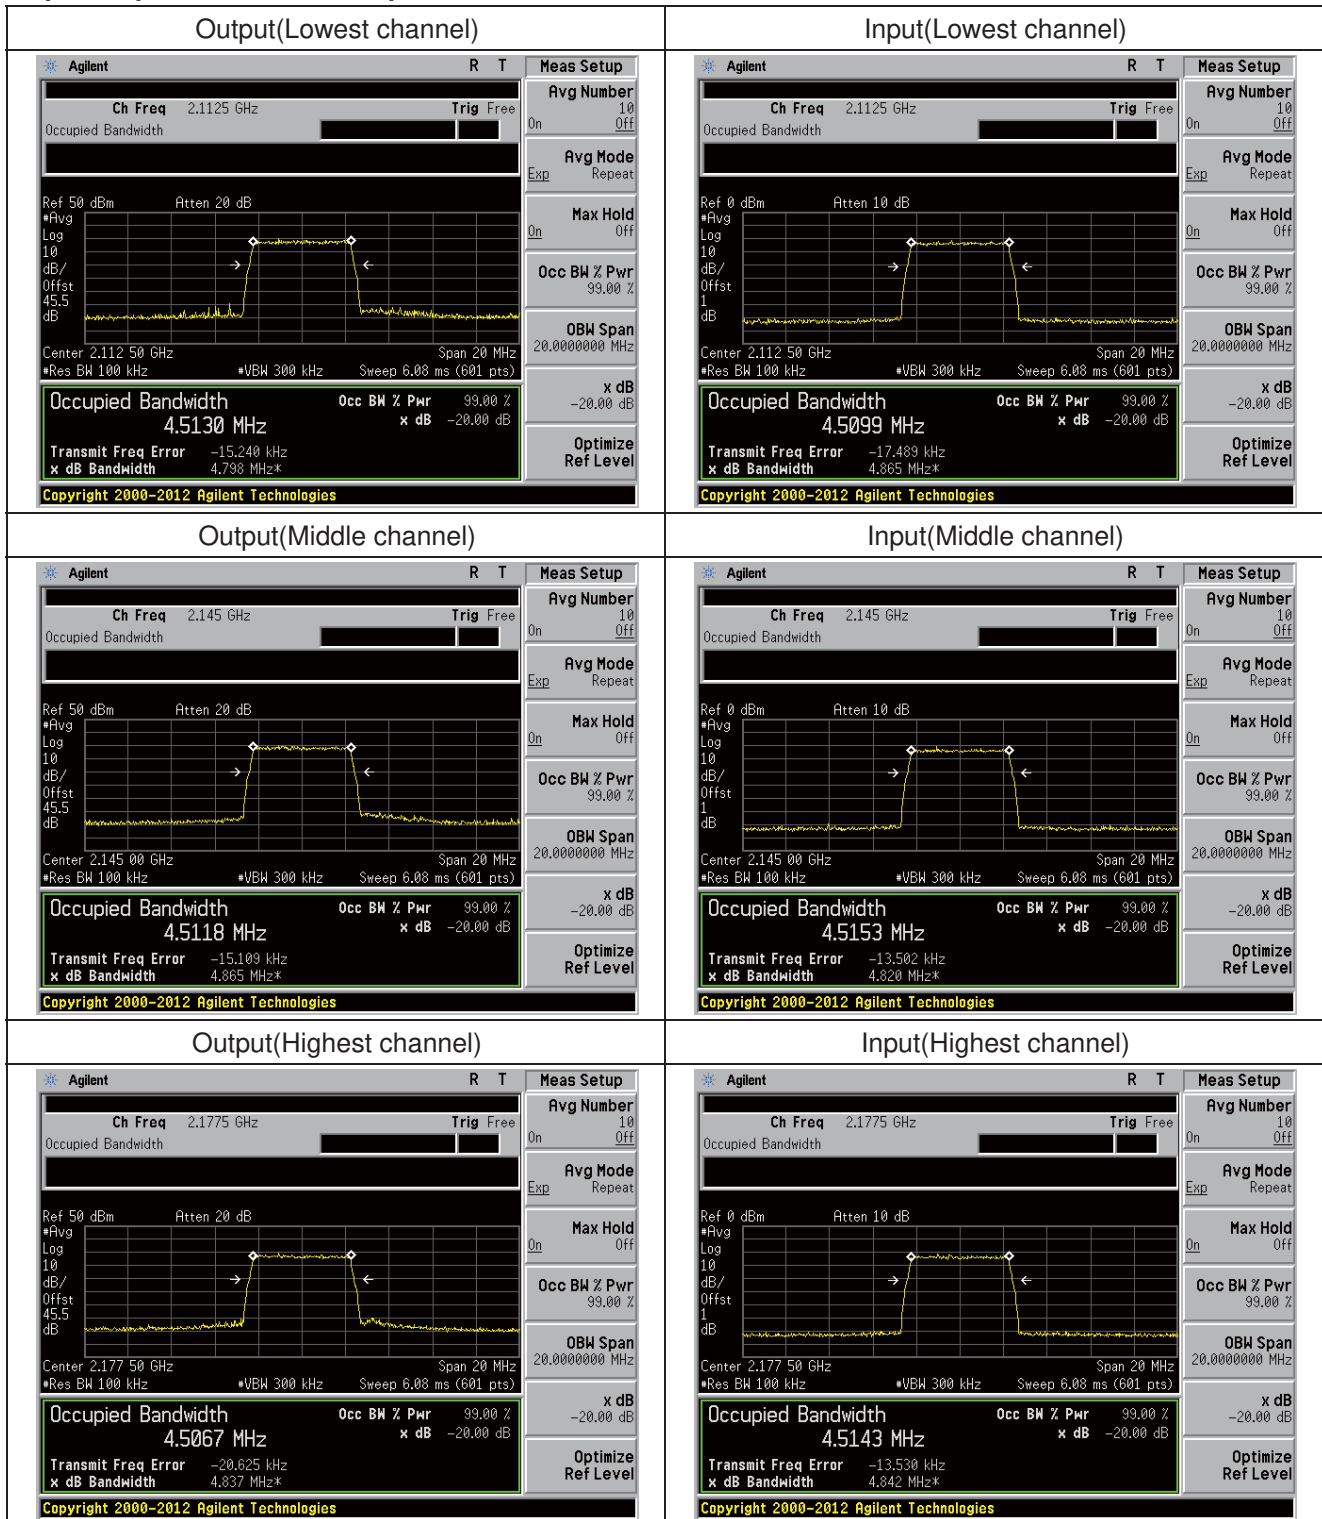 Output(Lowest channel)
Input(Lowest channel)
Agilent R T Meas Setup
Ch Freq 2.1125 GHz Trig Free
Occupied Bandwidth
Avg Number
10
On Off
Avg Mode
Exp Repeat
Max Hold
On Off
Occ BW % Pwr
99.00 %
OBW Span
20.0000000 MHz
x dB
-20.00 dB
Optimize
Ref Level
Ref 50 dBm Atten 20 dB
#Avg
Log
10
dB/
Offst
45.5
dB
Center 2.112 50 GHz Span 20 MHz
#Res BW 100 kHz #VBW 300 kHz Sweep 6.08 ms (601 pts)
Occupied Bandwidth Occ BW % Pwr 99.00 %
4.5130 MHz x dB -20.00 dB
Transmit Freq Error -15.240 kHz
x dB Bandwidth 4.798 MHz*
Copyright 2000-2012 Agilent Technologies
Agilent R T Meas Setup
Ch Freq 2.1125 GHz Trig Free
Occupied Bandwidth
Avg Number
10
On Off
Avg Mode
Exp Repeat
Max Hold
On Off
Occ BW % Pwr
99.00 %
OBW Span
20.0000000 MHz
x dB
-20.00 dB
Optimize
Ref Level
Ref 0 dBm Atten 10 dB
#Avg
Log
10
dB/
Offst
1
dB
Center 2.112 50 GHz Span 20 MHz
#Res BW 100 kHz #VBW 300 kHz Sweep 6.08 ms (601 pts)
Occupied Bandwidth Occ BW % Pwr 99.00 %
4.5099 MHz x dB -20.00 dB
Transmit Freq Error -17.489 kHz
x dB Bandwidth 4.865 MHz*
Copyright 2000-2012 Agilent Technologies
Output(Middle channel)
Input(Middle channel)
Agilent R T Meas Setup
Ch Freq 2.145 GHz Trig Free
Occupied Bandwidth
Avg Number
10
On Off
Avg Mode
Exp Repeat
Max Hold
On Off
Occ BW % Pwr
99.00 %
OBW Span
20.0000000 MHz
x dB
-20.00 dB
Optimize
Ref Level
Ref 50 dBm Atten 20 dB
#Avg
Log
10
dB/
Offst
45.5
dB
Center 2.145 00 GHz Span 20 MHz
#Res BW 100 kHz #VBW 300 kHz Sweep 6.08 ms (601 pts)
Occupied Bandwidth Occ BW % Pwr 99.00 %
4.5118 MHz x dB -20.00 dB
Transmit Freq Error -15.109 kHz
x dB Bandwidth 4.865 MHz*
Copyright 2000-2012 Agilent Technologies
Agilent R T Meas Setup
Ch Freq 2.145 GHz Trig Free
Occupied Bandwidth
Avg Number
10
On Off
Avg Mode
Exp Repeat
Max Hold
On Off
Occ BW % Pwr
99.00 %
OBW Span
20.0000000 MHz
x dB
-20.00 dB
Optimize
Ref Level
Ref 0 dBm Atten 10 dB
#Avg
Log
10
dB/
Offst
1
dB
Center 2.145 00 GHz Span 20 MHz
#Res BW 100 kHz #VBW 300 kHz Sweep 6.08 ms (601 pts)
Occupied Bandwidth Occ BW % Pwr 99.00 %
4.5153 MHz x dB -20.00 dB
Transmit Freq Error -13.502 kHz
x dB Bandwidth 4.820 MHz*
Copyright 2000-2012 Agilent Technologies
Output(Highest channel)
Input(Highest channel)
Agilent R T Meas Setup
Ch Freq 2.1775 GHz Trig Free
Occupied Bandwidth
Avg Number
10
On Off
Avg Mode
Exp Repeat
Max Hold
On Off
Occ BW % Pwr
99.00 %
OBW Span
20.0000000 MHz
x dB
-20.00 dB
Optimize
Ref Level
Ref 50 dBm Atten 20 dB
#Avg
Log
10
dB/
Offst
45.5
dB
Center 2.177 50 GHz Span 20 MHz
#Res BW 100 kHz #VBW 300 kHz Sweep 6.08 ms (601 pts)
Occupied Bandwidth Occ BW % Pwr 99.00 %
4.5067 MHz x dB -20.00 dB
Transmit Freq Error -20.625 kHz
x dB Bandwidth 4.837 MHz*
Copyright 2000-2012 Agilent Technologies
Agilent R T Meas Setup
Ch Freq 2.1775 GHz Trig Free
Occupied Bandwidth
Avg Number
10
On Off
Avg Mode
Exp Repeat
Max Hold
On Off
Occ BW % Pwr
99.00 %
OBW Span
20.0000000 MHz
x dB
-20.00 dB
Optimize
Ref Level
Ref 0 dBm Atten 10 dB
#Avg
Log
10
dB/
Offst
1
dB
Center 2.177 50 GHz Span 20 MHz
#Res BW 100 kHz #VBW 300 kHz Sweep 6.08 ms (601 pts)
Occupied Bandwidth Occ BW % Pwr 99.00 %
4.5143 MHz x dB -20.00 dB
Transmit Freq Error -13.530 kHz
x dB Bandwidth 4.842 MHz*
Copyright 2000-2012 Agilent Technologies